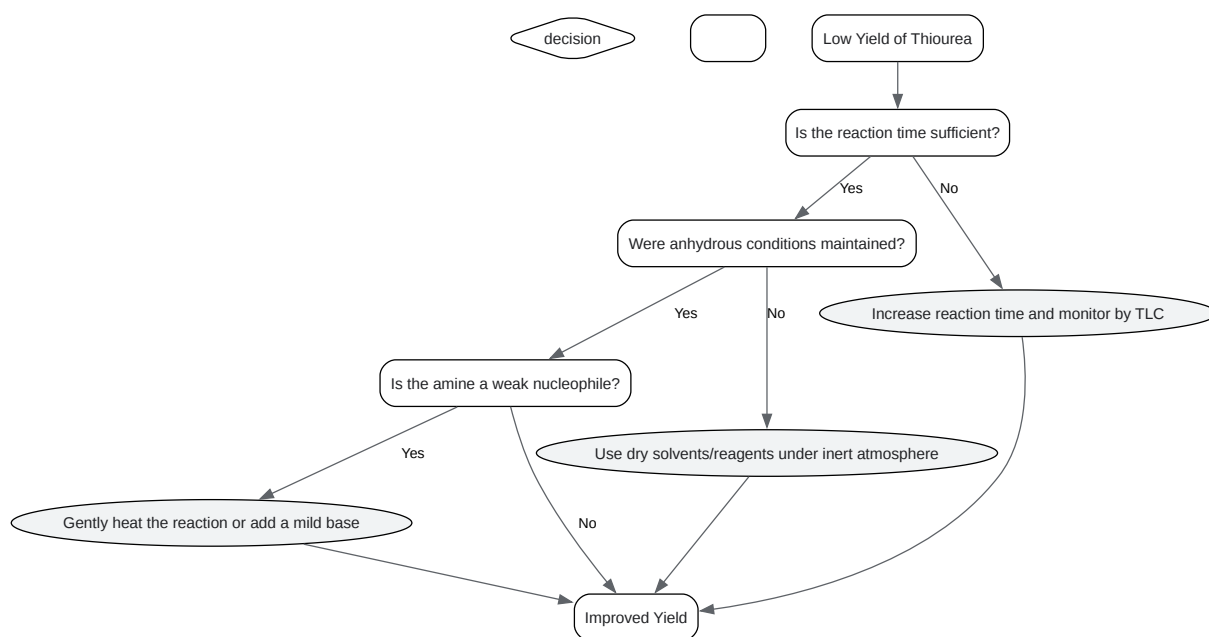 decision
Low Yield of Thiourea
Is the reaction time sufficient?
Yes
No
Were anhydrous conditions maintained?
Yes
No
Increase reaction time and monitor by TLC
Is the amine a weak nucleophile?
Yes
Use dry solvents/reagents under inert atmosphere
Gently heat the reaction or add a mild base
No
Improved Yield